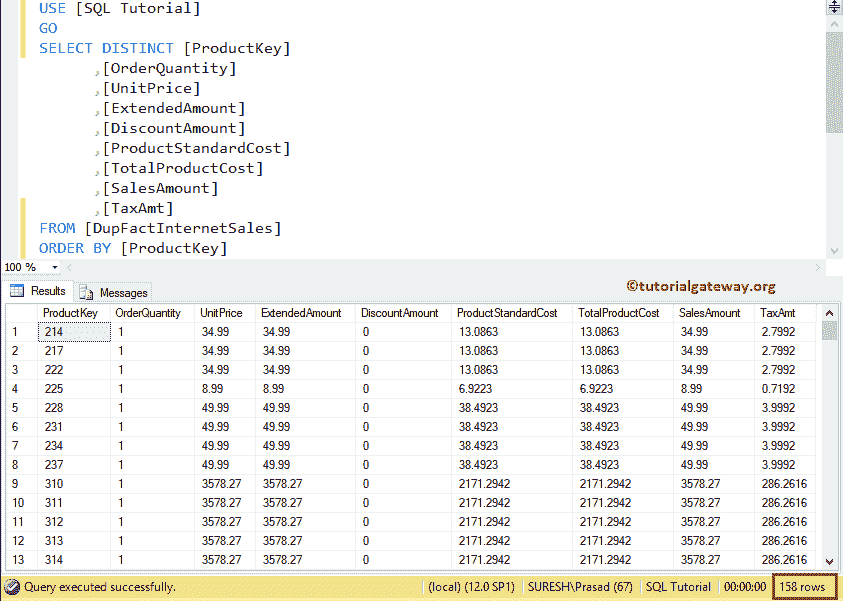 USE [SQL Tutorial]
GO
SELECT DISTINCT [ProductKey]
,[OrderQuantity]
,[UnitPrice]
,[ExtendedAmount]
,[DiscountAmount]
,[ProductStandardCost]
,[TotalProductCost]
,[SalesAmount]
,[TaxAmt]
FROM [DupFactInternetSales]
ORDER BY [ProductKey]
100 %
©tutorialgateway.org
Results Messages
ProductKey OrderQuantity UnitPrice ExtendedAmount DiscountAmount ProductStandardCost TotalProductCost SalesAmount TaxAmt
1 214 1 34.99 34.99 0 13.0863 13.0863 34.99 2.7992
2 217 1 34.99 34.99 0 13.0863 13.0863 34.99 2.7992
3 222 1 34.99 34.99 0 13.0863 13.0863 34.99 2.7992
4 225 1 8.99 8.99 0 6.9223 6.9223 8.99 0.7192
5 228 1 49.99 49.99 0 38.4923 38.4923 49.99 3.9992
6 231 1 49.99 49.99 0 38.4923 38.4923 49.99 3.9992
7 234 1 49.99 49.99 0 38.4923 38.4923 49.99 3.9992
8 237 1 49.99 49.99 0 38.4923 38.4923 49.99 3.9992
9 310 1 3578.27 3578.27 0 2171.2942 2171.2942 3578.27 286.2616
10 311 1 3578.27 3578.27 0 2171.2942 2171.2942 3578.27 286.2616
11 312 1 3578.27 3578.27 0 2171.2942 2171.2942 3578.27 286.2616
12 313 1 3578.27 3578.27 0 2171.2942 2171.2942 3578.27 286.2616
13 314 1 3578.27 3578.27 0 2171.2942 2171.2942 3578.27 286.2616
Query executed successfully. (local) (12.0 SP1) SURESH\Prasad (67) SQL Tutorial 00:00:00 158 rows